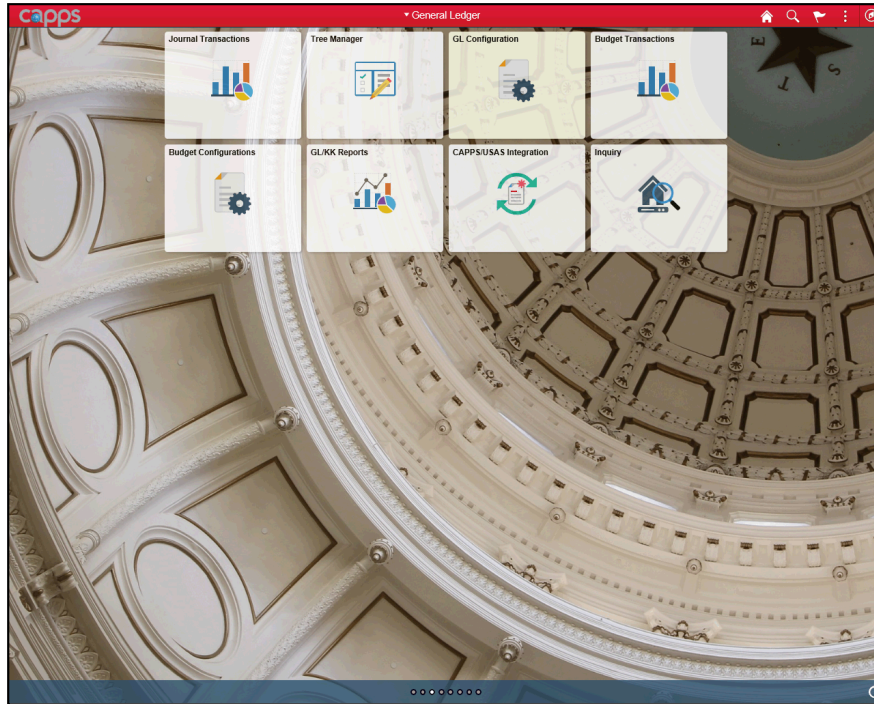 capps
General Ledger
Journal Transactions
Tree Manager
GL Configuration
Budget Transactions
Budget Configurations
GL/KK Reports
CAPPS/USAS Integration
Inquiry
E
T
S